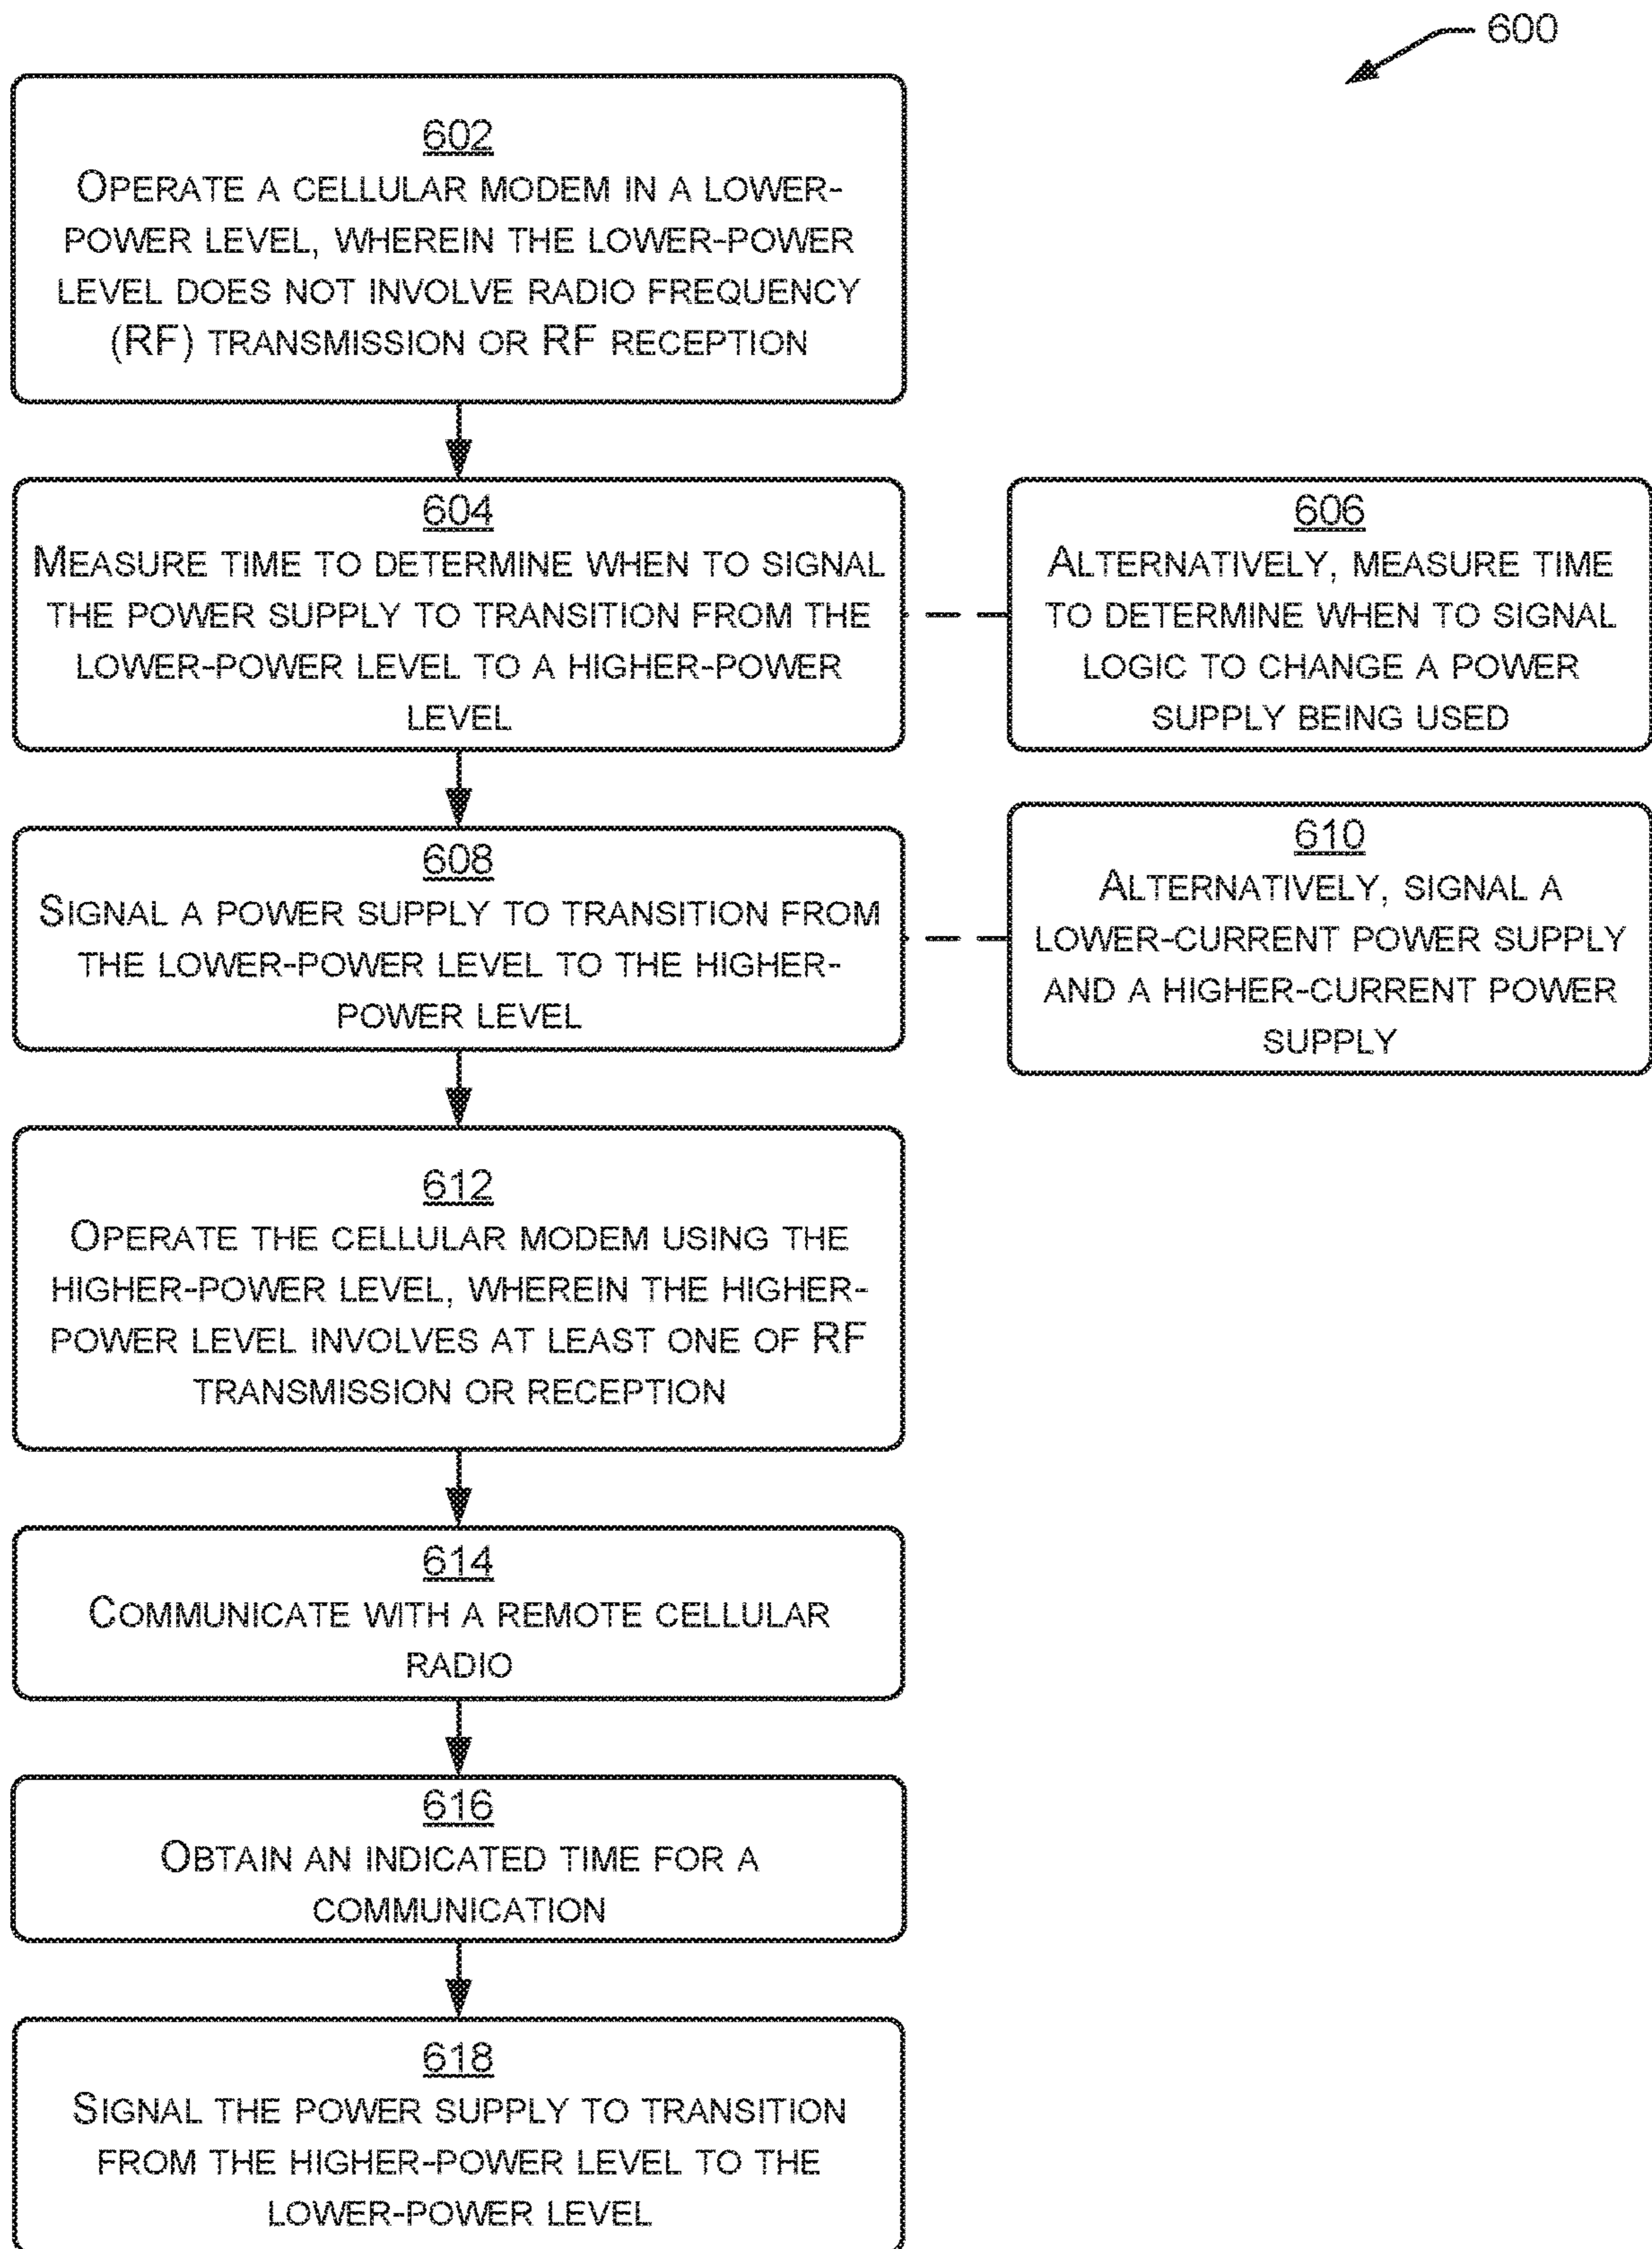 600
602
OPERATE A CELLULAR MODEM IN A LOWER-
POWER LEVEL, WHEREIN THE LOWER-POWER
LEVEL DOES NOT INVOLVE RADIO FREQUENCY
(RF) TRANSMISSION OR RF RECEPTION
604
MEASURE TIME TO DETERMINE WHEN TO SIGNAL
THE POWER SUPPLY TO TRANSITION FROM THE
LOWER-POWER LEVEL TO A HIGHER-POWER
LEVEL
606
ALTERNATIVELY, MEASURE TIME
TO DETERMINE WHEN TO SIGNAL
LOGIC TO CHANGE A POWER
SUPPLY BEING USED
608
SIGNAL A POWER SUPPLY TO TRANSITION FROM
THE LOWER-POWER LEVEL TO THE HIGHER-
POWER LEVEL
610
ALTERNATIVELY, SIGNAL A
LOWER-CURRENT POWER SUPPLY
AND A HIGHER-CURRENT POWER
SUPPLY
612
OPERATE THE CELLULAR MODEM USING THE
HIGHER-POWER LEVEL, WHEREIN THE HIGHER-
POWER LEVEL INVOLVES AT LEAST ONE OF RF
TRANSMISSION OR RECEPTION
614
COMMUNICATE WITH A REMOTE CELLULAR
RADIO
616
OBTAIN AN INDICATED TIME FOR A
COMMUNICATION
618
SIGNAL THE POWER SUPPLY TO TRANSITION
FROM THE HIGHER-POWER LEVEL TO THE
LOWER-POWER LEVEL